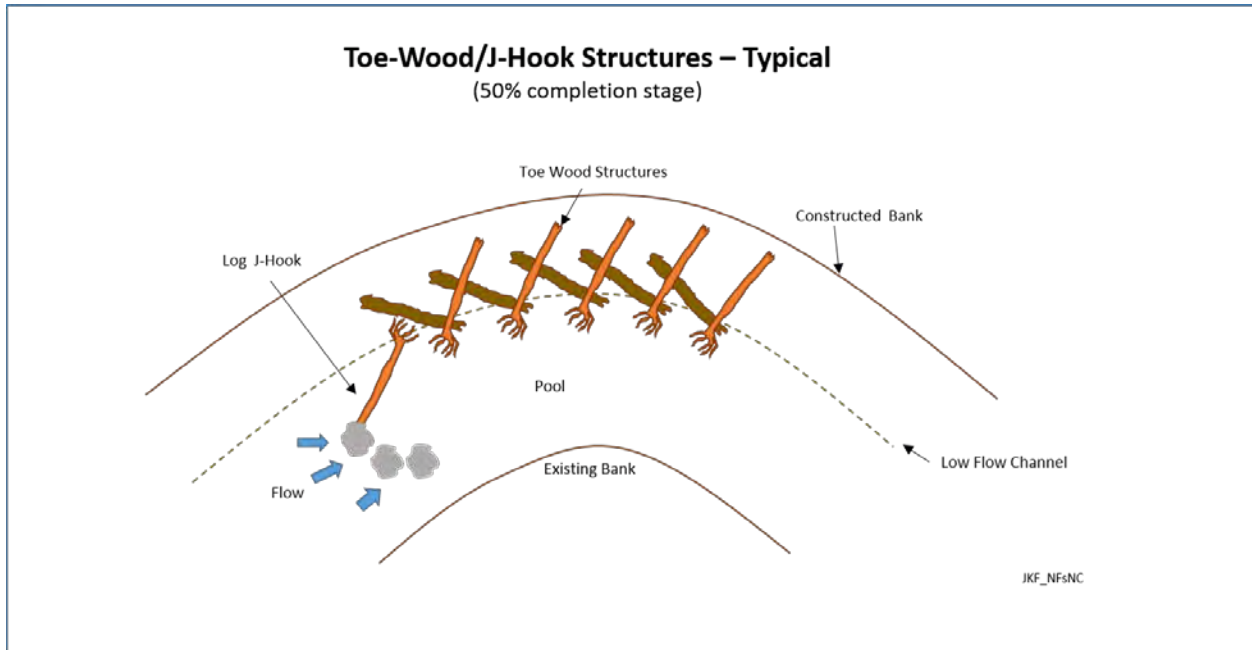 Toe-Wood/J-Hook Structures – Typical
(50% completion stage)
Toe Wood Structures
Constructed Bank
Log J-Hook
Pool
Existing Bank
Low Flow Channel
Flow
JKF_NFsNC